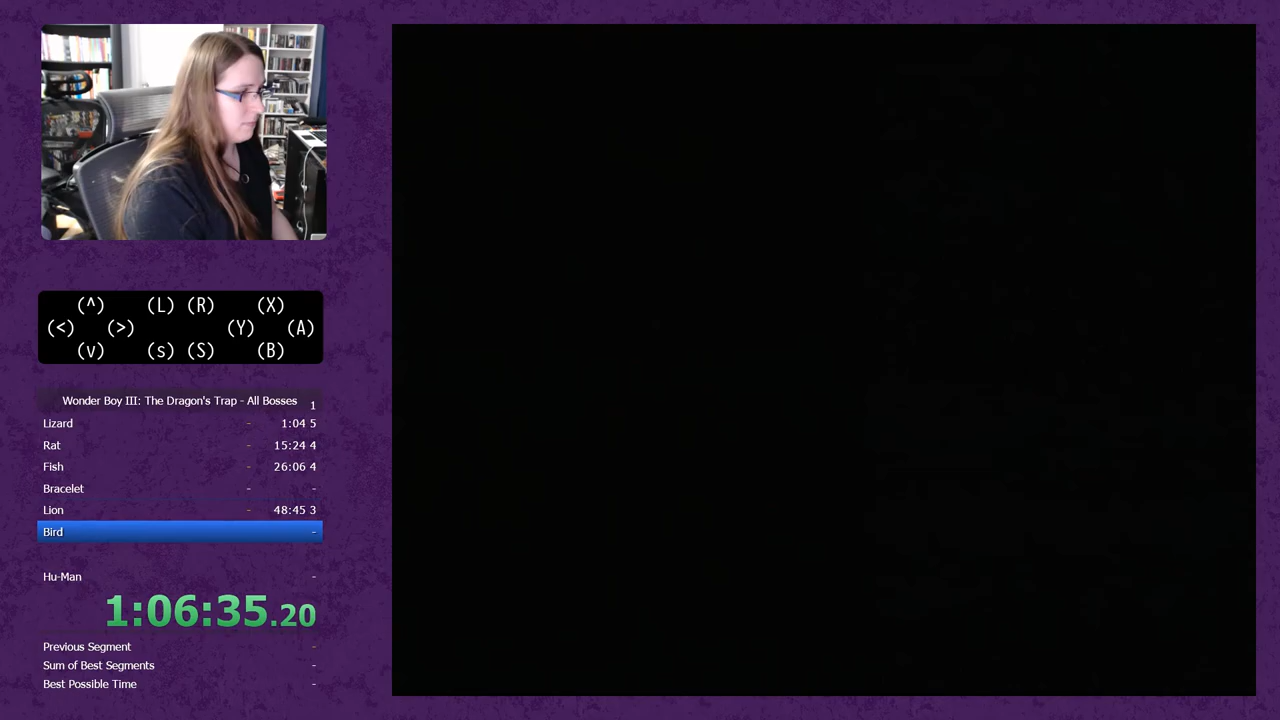 (^) (L) (R) (X)
(<) (>) (Y) (A)
(v) (s) (S) (B)
Wonder Boy III: The Dragon's Trap - All Bosses 1
Lizard - 1:04 5
Rat - 15:24 4
Fish - 26:06 4
Bracelet - -
Lion - 48:45 3
Bird -
Hu-Man -
1:06:35.20
Previous Segment -
Sum of Best Segments -
Best Possible Time -